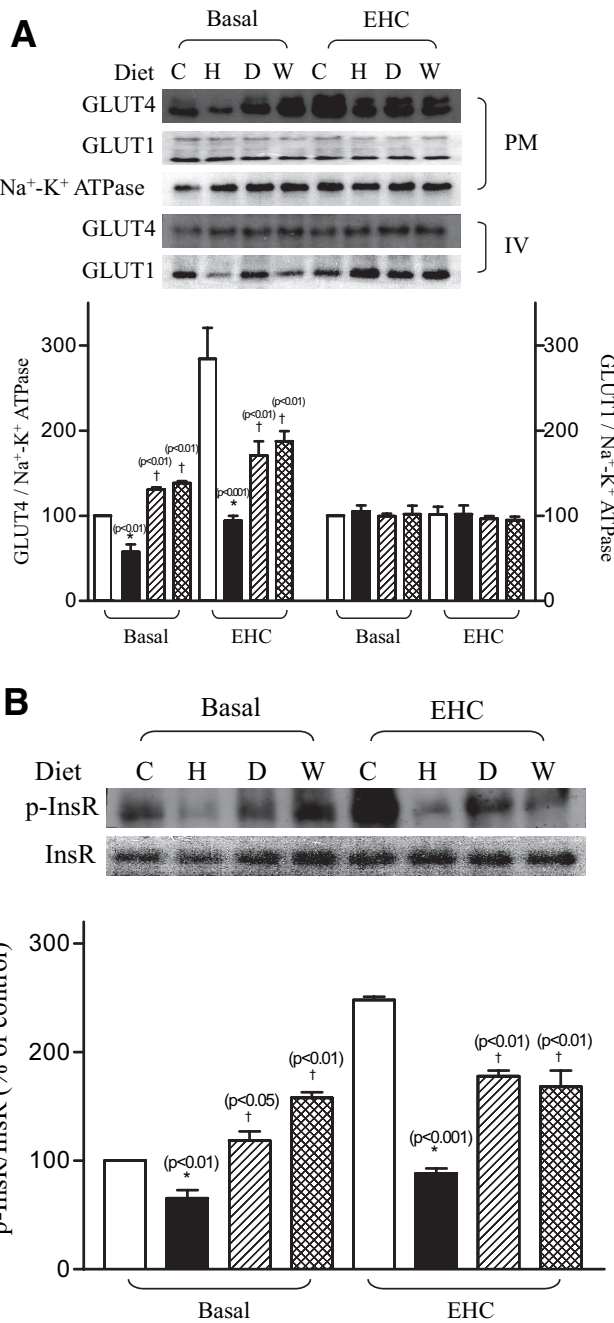 A
Basal EHC
Diet C H D W C H D W
GLUT4
GLUT1
PM
Na⁺-K⁺ ATPase
GLUT4
IV
GLUT1
GLUT4 / Na⁺-K⁺ ATPase
GLUT1 / Na⁺-K⁺ ATPase
300 300
200 200
100 100
0 0
(p<0.01)
*
(p<0.01)
†
(p<0.01)
†
(p<0.001)
*
(p<0.01)
†
(p<0.01)
†
Basal EHC Basal EHC
B
Basal EHC
Diet C H D W C H D W
p-InsR
InsR
p-InsR/InsR (% of control)
300
200
100
0
(p<0.01)
*
(p<0.05)
†
(p<0.01)
†
(p<0.001)
*
(p<0.01)
†
(p<0.01)
†
Basal EHC